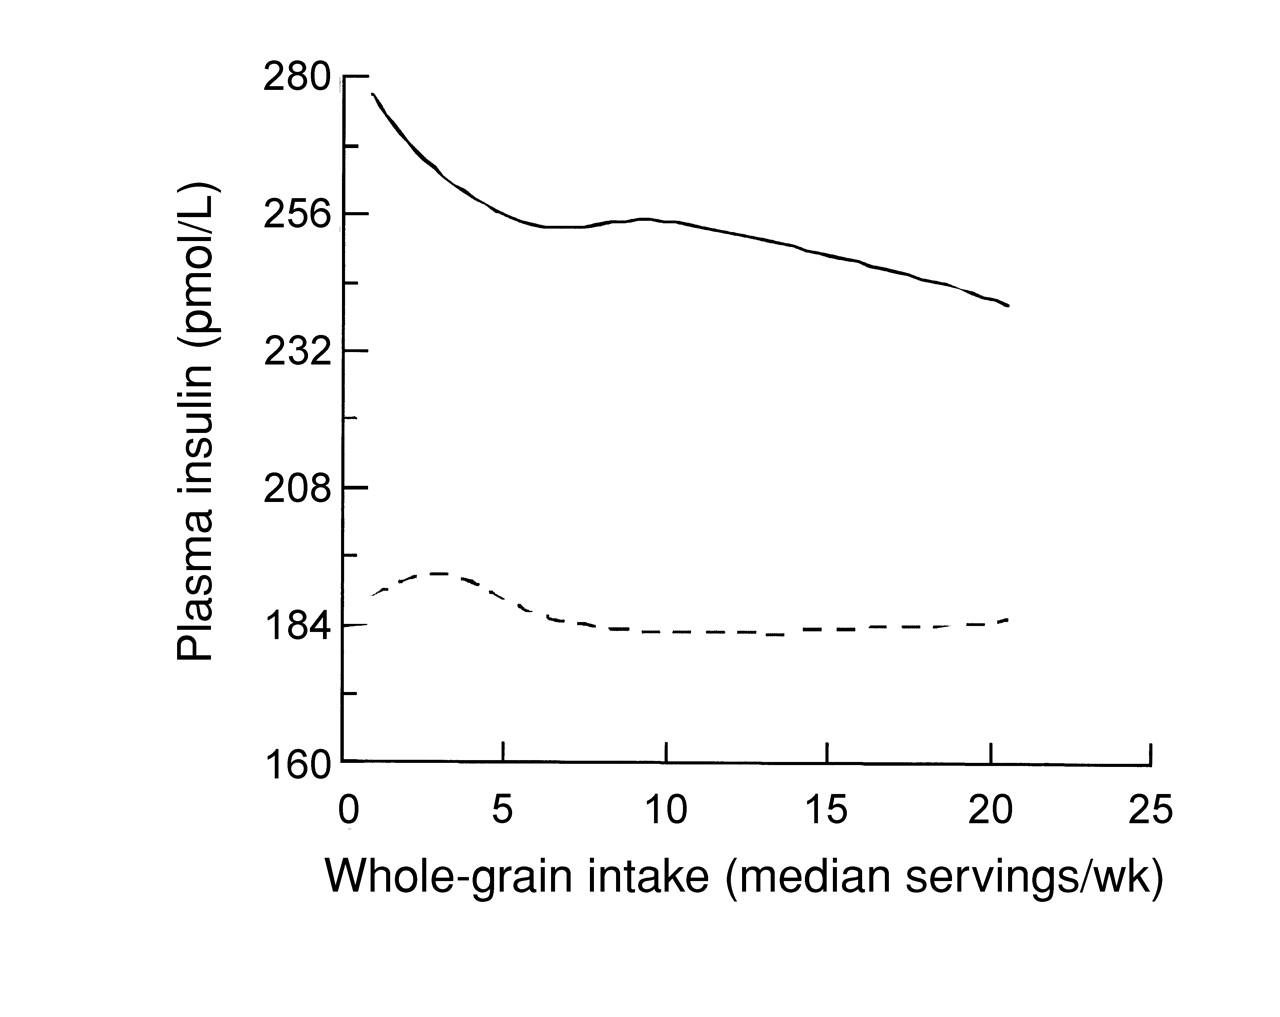 280
256
232
208
184
160
Plasma insulin (pmol/L)
0 5 10 15 20 25
Whole-grain intake (median servings/wk)